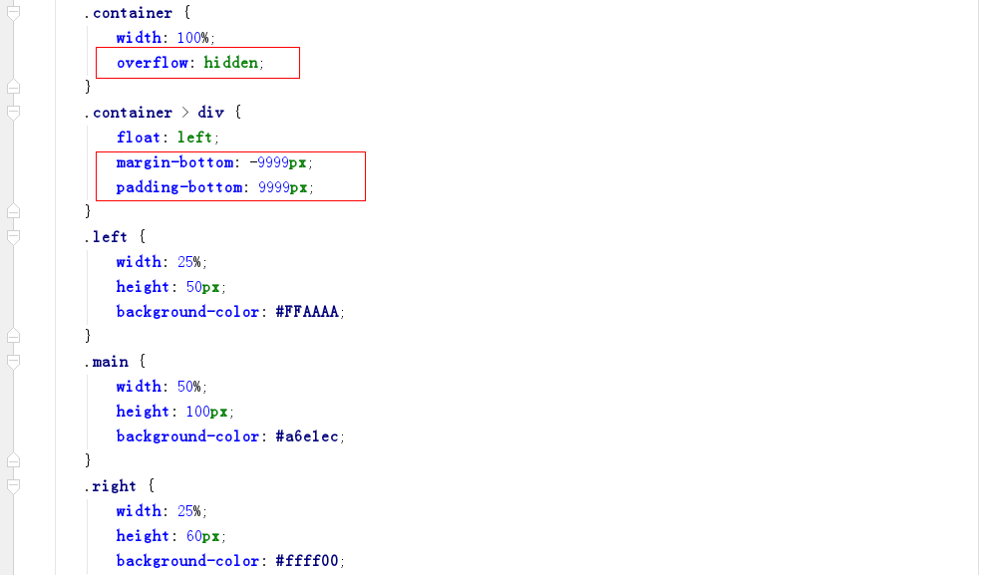 .container {
width: 100%;
overflow: hidden;
}
.container > div {
float: left;
margin-bottom: -9999px;
padding-bottom: 9999px;
}
.left {
width: 25%;
height: 50px;
background-color: #FFAAAA;
}
.main {
width: 50%;
height: 100px;
background-color: #a6e1ec;
}
.right {
width: 25%;
height: 60px;
background-color: #ffff00;